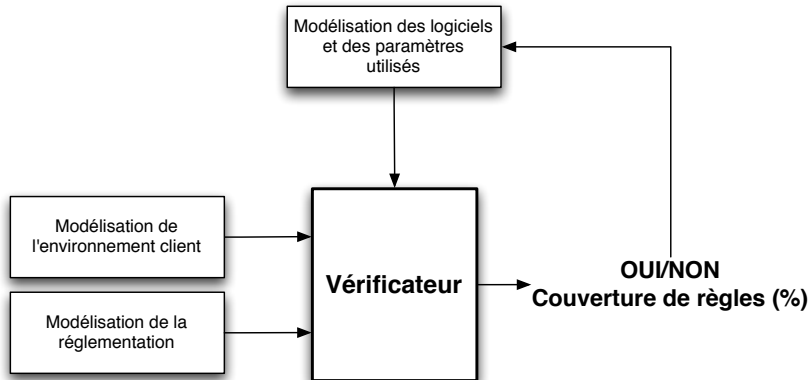 Modélisation des logiciels
et des paramètres
utilisés
Modélisation de
l'environnement client
Vérificateur
OUI/NON
Couverture de règles (%)
Modélisation de la
réglementation